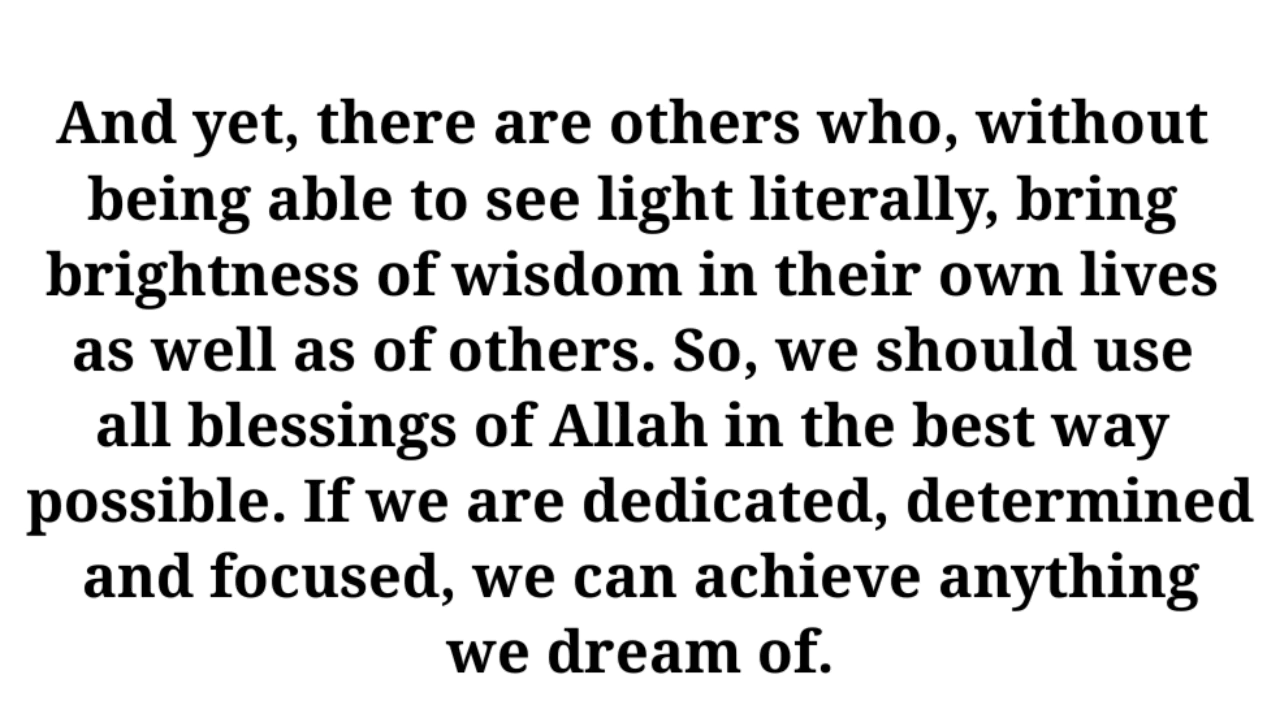 And yet, there are others who, without
being able to see light literally, bring
brightness of wisdom in their own lives
as well as of others. So, we should use
all blessings of Allah in the best way
possible. If we are dedicated, determined
and focused, we can achieve anything
we dream of.